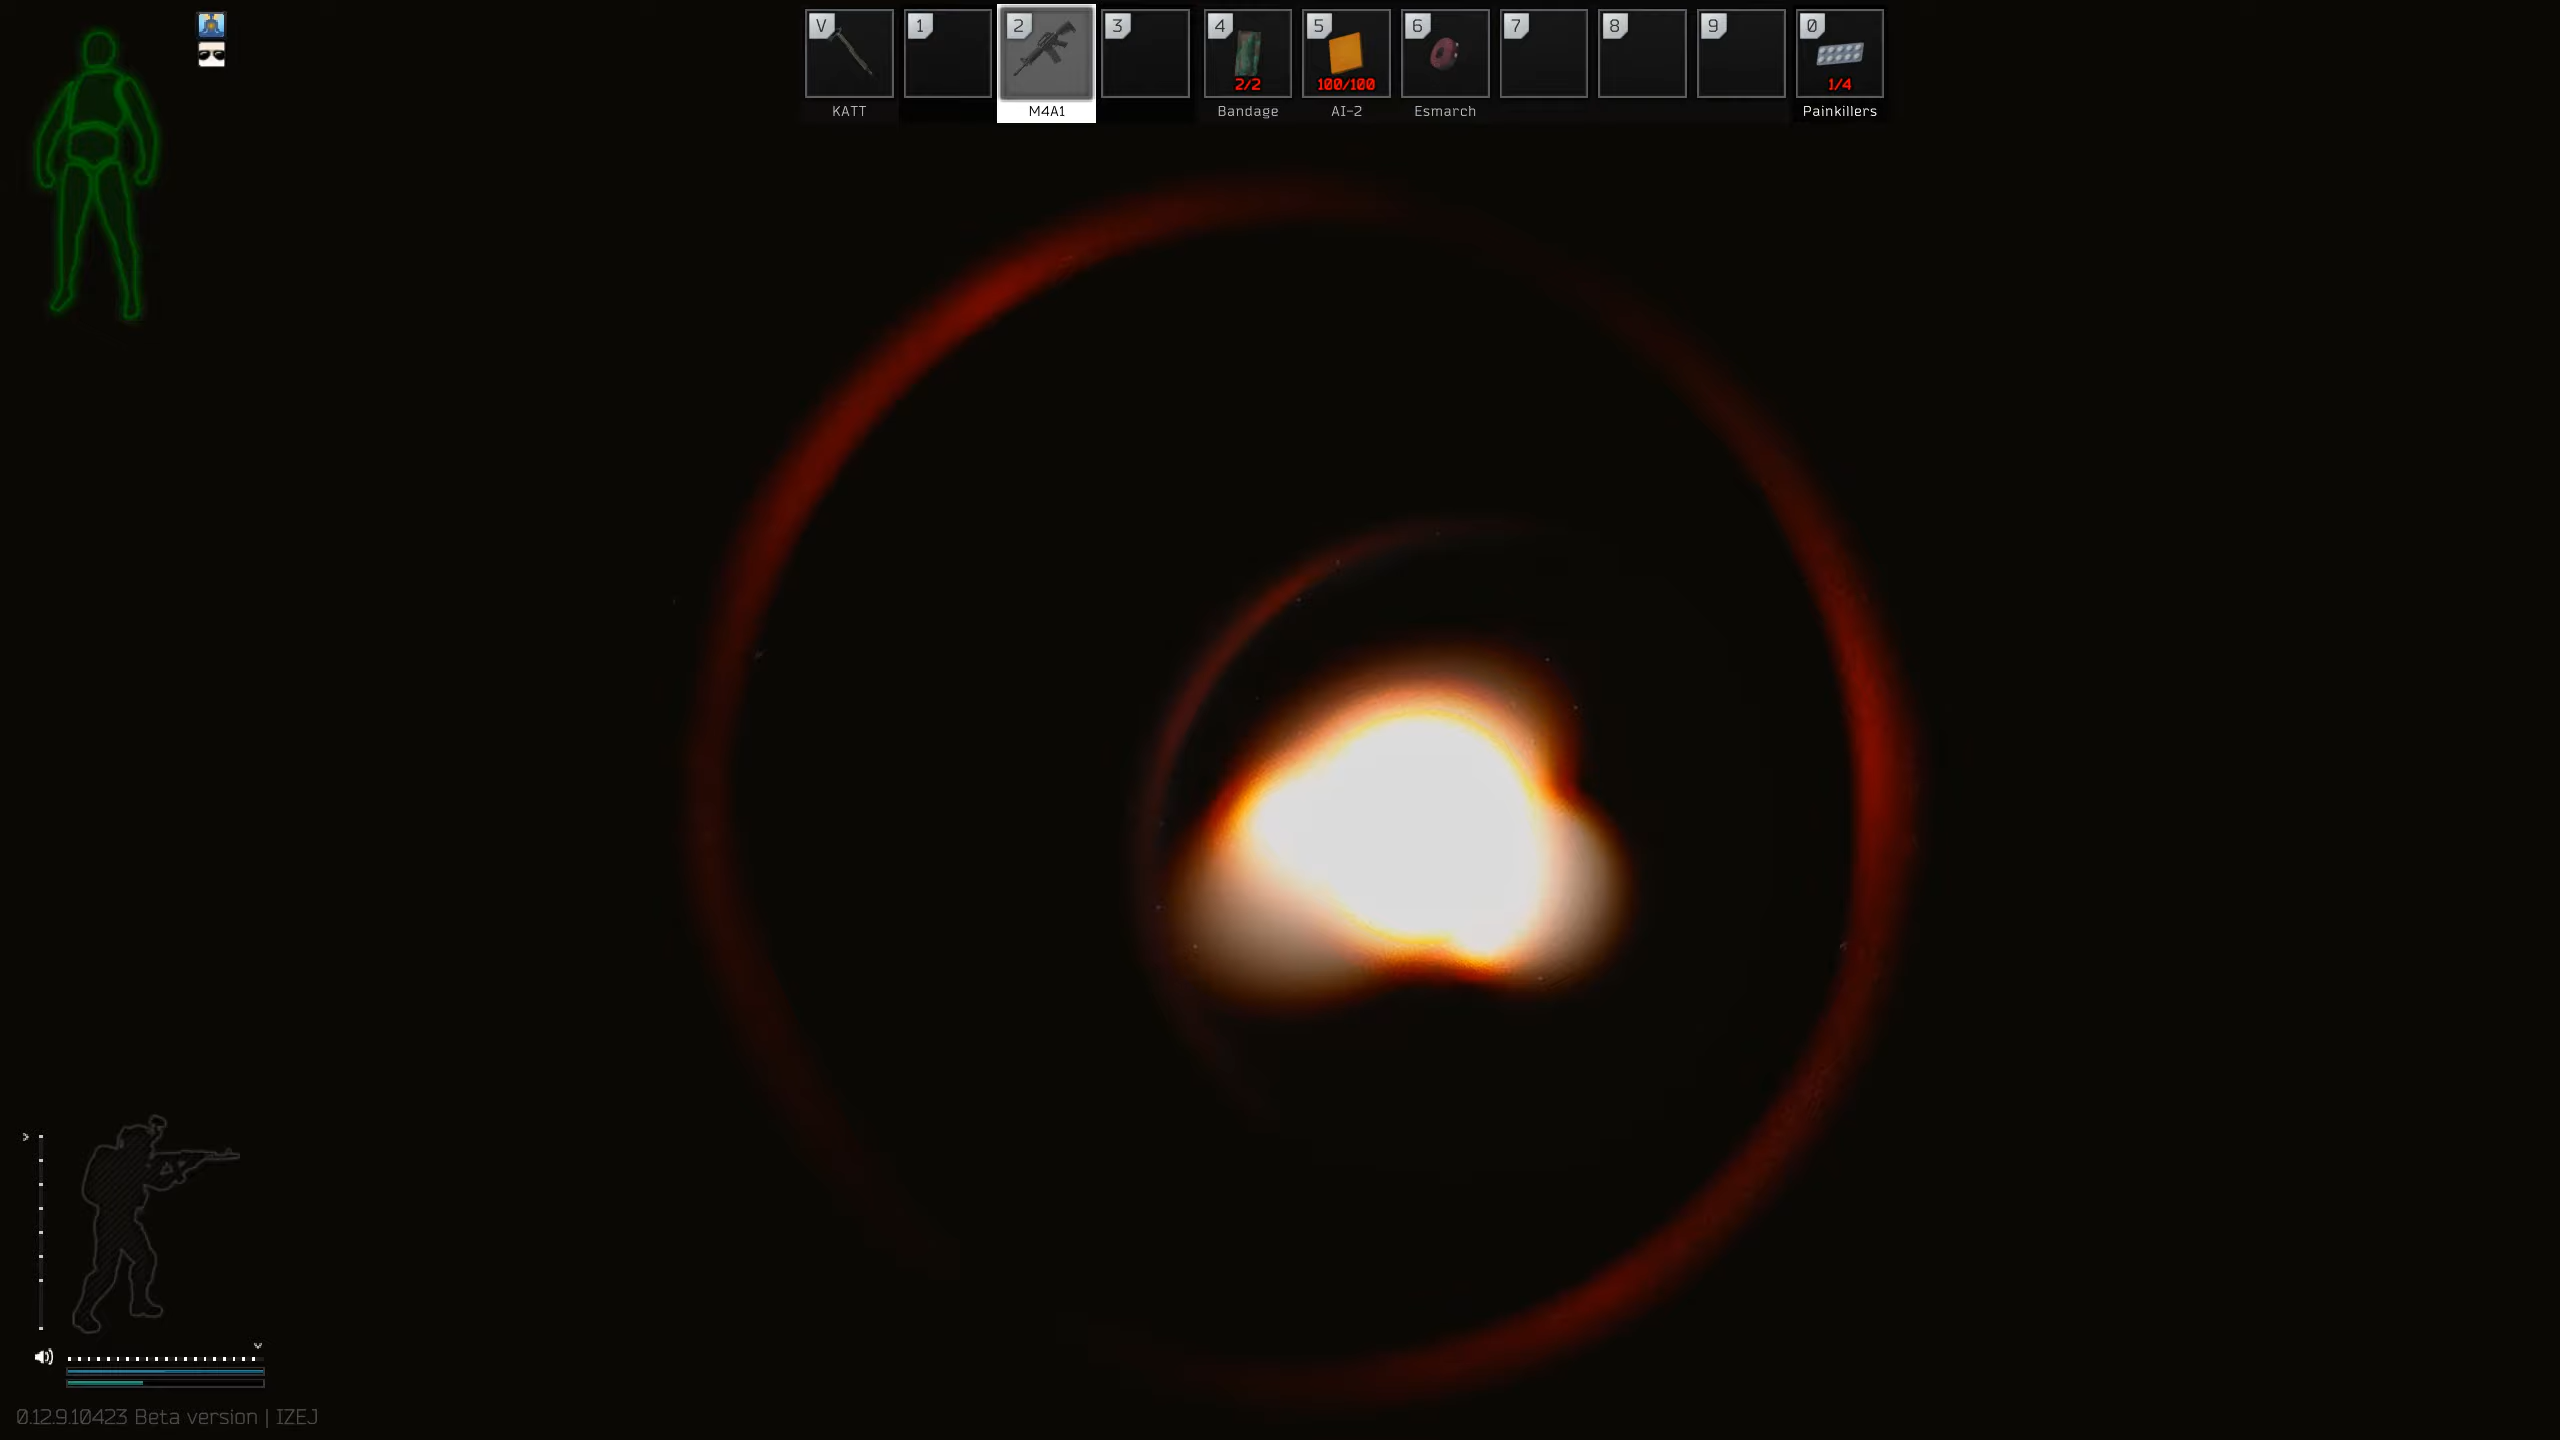 V 1 2 3 4 5 6 7 8 9 0
2/2 100/100 1/4
KATT M4A1 Bandage AI-2 Esmarch Painkillers
0.12.9.10423 Beta version | IZEJ